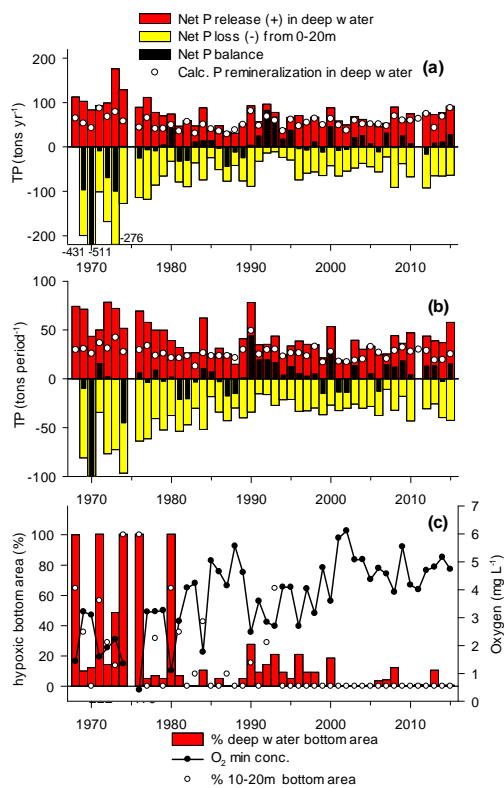 Net P release (+) in deep water
Net P loss (-) from 0-20m
Net P balance
Calc. P remineralization in deep water
(a)
TP (tons yr-1)
200
100
0
-100
-200
-431
-511
-276
1970 1980 1990 2000 2010
(b)
TP (tons period-1)
100
50
0
-50
-100
1970 1980 1990 2000 2010
(c)
hypoxic bottom area (%)
100
80
60
40
20
0
Oxygen (mg L-1)
7
6
5
4
3
2
1
0
1970 1980 1990 2000 2010
% deep water bottom area
O2 min conc.
% 10-20m bottom area